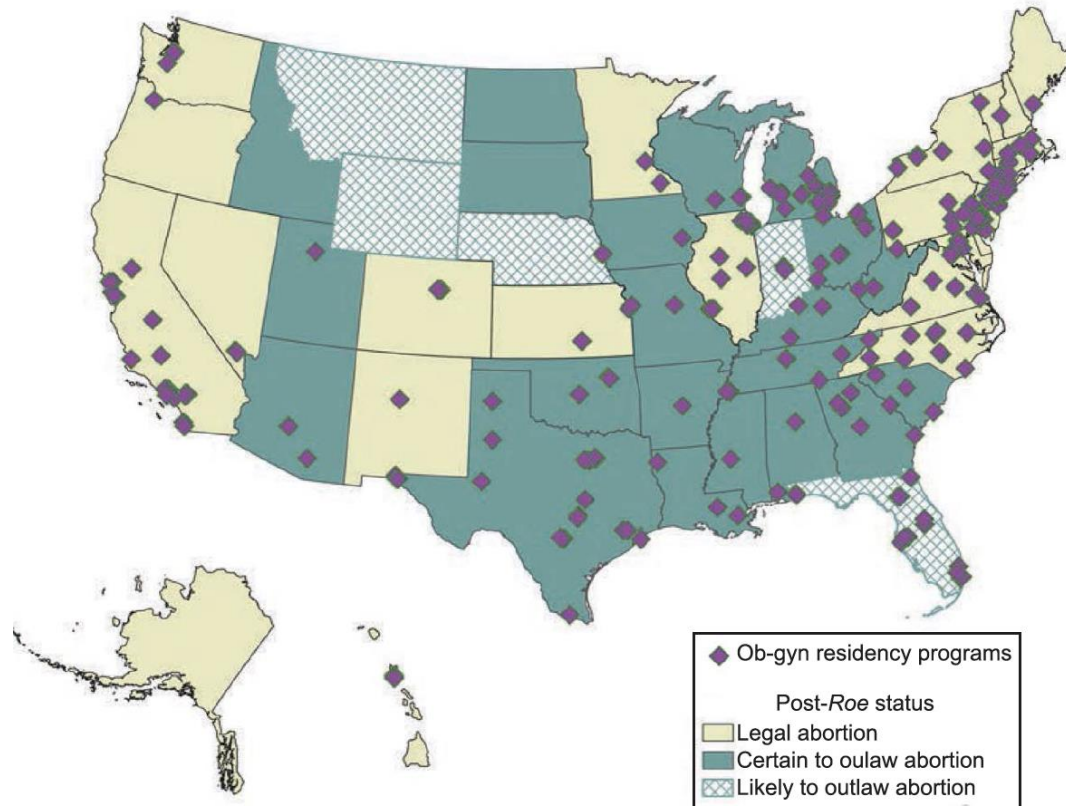 Ob-gyn residency programs
Post-Roe status
Legal abortion
Certain to oulaw abortion
Likely to outlaw abortion